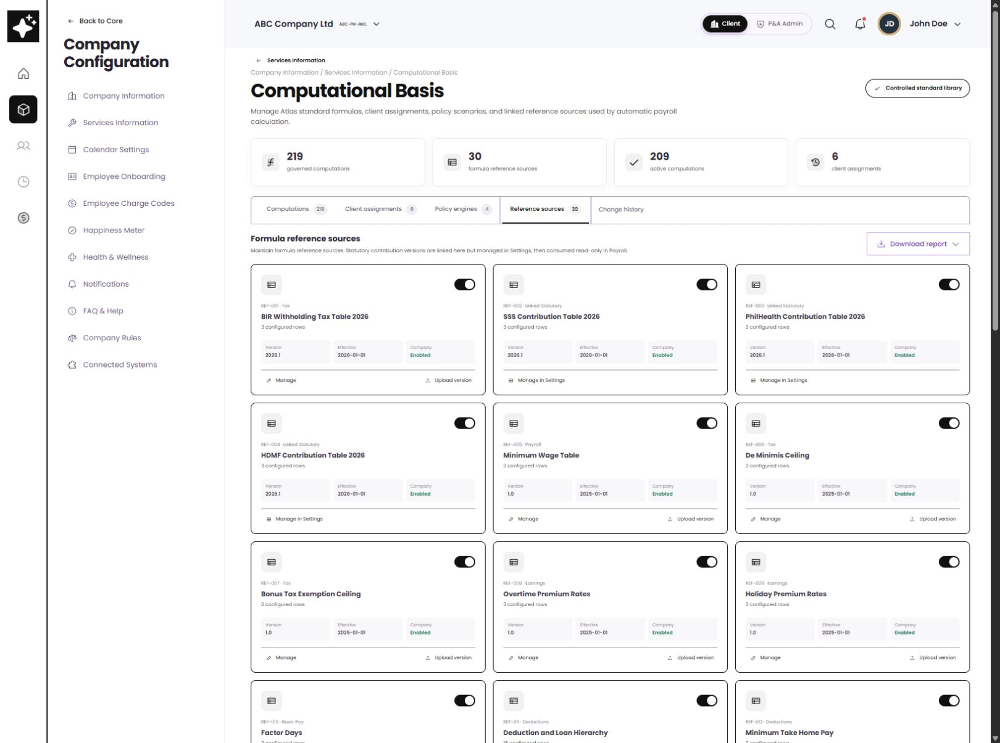 Back to Core
Company
Configuration
Company Information
Services Information
Calendar Settings
Employee Onboarding
Employee Charge Codes
Happiness Meter
Health & Wellness
Notifications
FAQ & Help
Company Rules
Connected Systems
ABC Company Ltd ABC-PH-001
Client P&A Admin
JD John Doe
Services Information
Company Information / Services Information / Computational Basis
Computational Basis
Controlled standard library
Manage Atlas standard formulas, client assignments, policy scenarios, and linked reference sources used by automatic payroll
calculation.
219
governed computations
30
formula reference sources
209
active computations
6
client assignments
Computations 219 Client assignments 6 Policy engines 4 Reference sources 30 Change history
Formula reference sources
Maintain formula reference sources. Statutory contribution versions are linked here but managed in Settings, then consumed read-only in Payroll.
Download report
REF-001 · Tax
BIR Withholding Tax Table 2026
3 configured rows
Version Effective Company
2026.1 2026-01-01 Enabled
Manage Upload version
REF-002 · Linked Statutory
SSS Contribution Table 2026
3 configured rows
Version Effective Company
2026.1 2026-01-01 Enabled
Manage in Settings
REF-003 · Linked Statutory
PhilHealth Contribution Table 2026
3 configured rows
Version Effective Company
2026.1 2026-01-01 Enabled
Manage in Settings
REF-004 · Linked Statutory
HDMF Contribution Table 2026
3 configured rows
Version Effective Company
2026.1 2026-01-01 Enabled
Manage in Settings
REF-005 · Payroll
Minimum Wage Table
2 configured rows
Version Effective Company
1.0 2025-01-01 Enabled
Manage Upload version
REF-006 · Tax
De Minimis Ceiling
2 configured rows
Version Effective Company
1.0 2025-01-01 Enabled
Manage Upload version
REF-007 · Tax
Bonus Tax Exemption Ceiling
2 configured rows
Version Effective Company
1.0 2025-01-01 Enabled
Manage Upload version
REF-008 · Earnings
Overtime Premium Rates
3 configured rows
Version Effective Company
1.0 2025-01-01 Enabled
Manage Upload version
REF-009 · Earnings
Holiday Premium Rates
3 configured rows
Version Effective Company
1.0 2025-01-01 Enabled
Manage Upload version
REF-010 · Basic Pay
Factor Days
REF-011 · Deductions
Deduction and Loan Hierarchy
REF-012 · Deductions
Minimum Take Home Pay